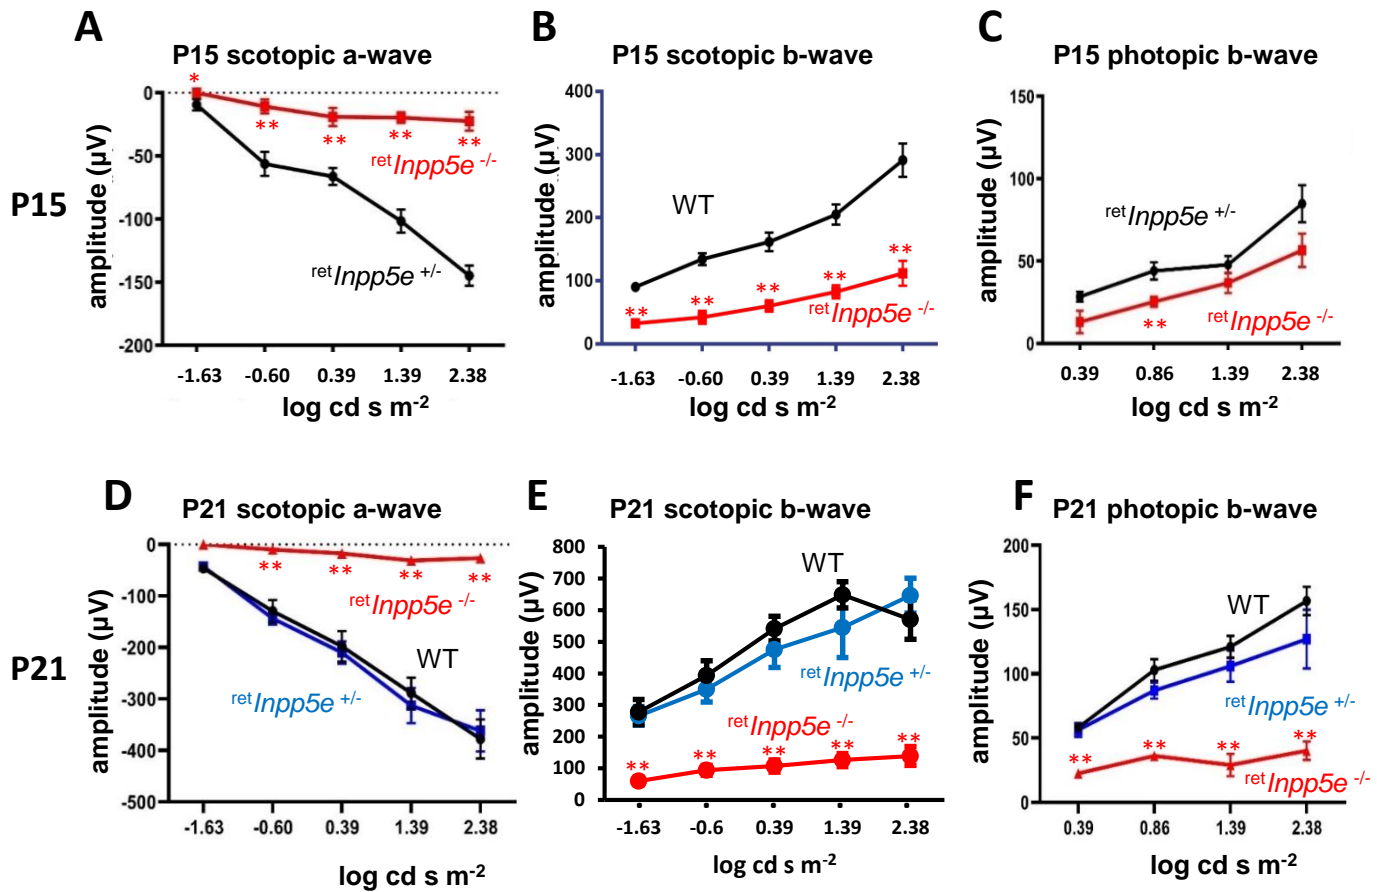 A
P15 scotopic a-wave
B
P15 scotopic b-wave
C
P15 photopic b-wave
P15
amplitude (µV)
0
-50
-100
-150
-200
*
**
**
**
**
retInpp5e -/-
retInpp5e +/-
-1.63 -0.60 0.39 1.39 2.38
log cd s m-2
amplitude (µV)
400
300
200
100
0
WT
**
**
**
**
**
retInpp5e -/-
-1.63 -0.60 0.39 1.39 2.38
log cd s m-2
amplitude (µV)
150
100
50
0
retInpp5e +/-
**
retInpp5e -/-
0.39 0.86 1.39 2.38
log cd s m-2
D
P21 scotopic a-wave
E
P21 scotopic b-wave
F
P21 photopic b-wave
P21
amplitude (µV)
0
-100
-200
-300
-400
-500
**
**
**
**
retInpp5e -/-
WT
retInpp5e +/-
-1.63 -0.60 0.39 1.39 2.38
log cd s m-2
amplitude (µV)
800
700
600
500
400
300
200
100
0
WT
retInpp5e +/-
retInpp5e -/-
**
**
**
**
**
-1.63 -0.6 0.39 1.39 2.38
log cd s m-2
amplitude (µV)
200
150
100
50
0
WT
retInpp5e +/-
**
**
**
**
retInpp5e -/-
0.39 0.86 1.39 2.38
log cd s m-2